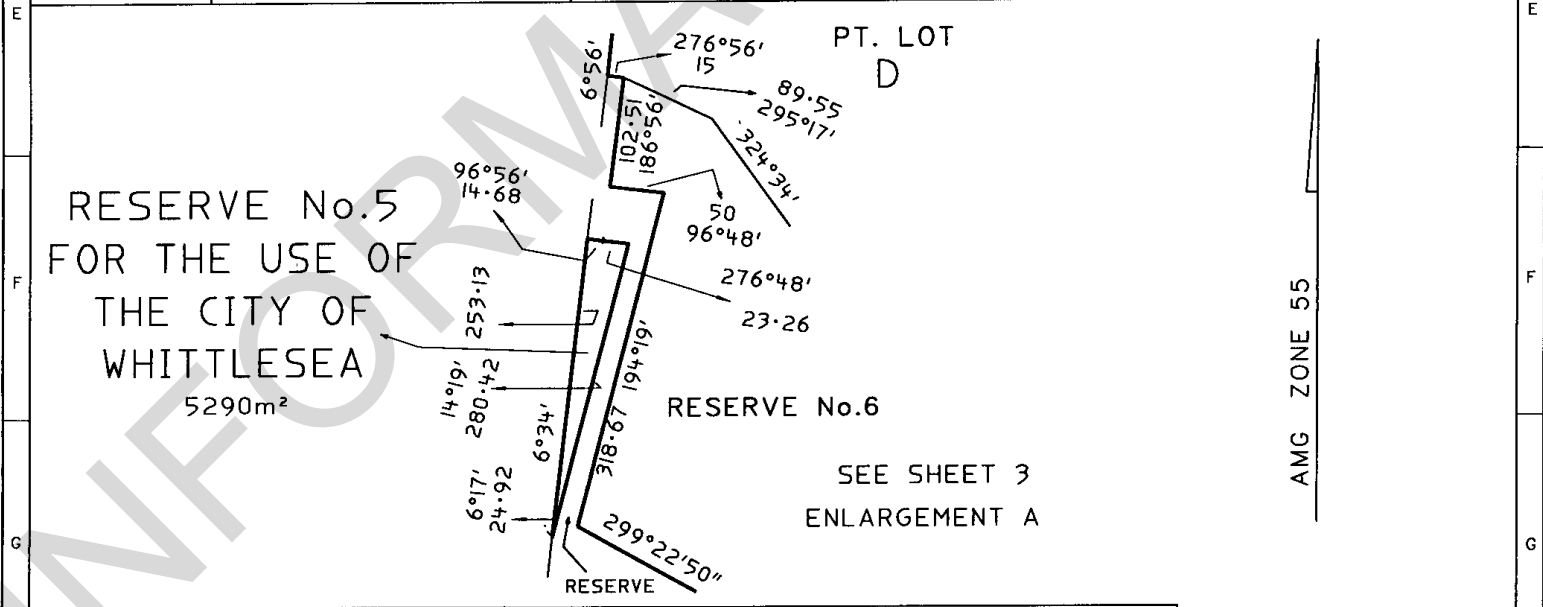 E
E
PT. LOT
D
276°56'
15
6°56'
89·55
295°17'
102·51
186°56'
324°34'
96°56'
14·68
RESERVE No.5
FOR THE USE OF
THE CITY OF
WHITTLESEA
5290m²
50
96°48'
276°48'
23·26
F
F
253·13
14°19'
280·42
6°34'
194°19'
318·67
RESERVE No.6
AMG ZONE 55
6°17'
24·92
SEE SHEET 3
ENLARGEMENT A
299°22'50"
RESERVE
G
G
INFORMA